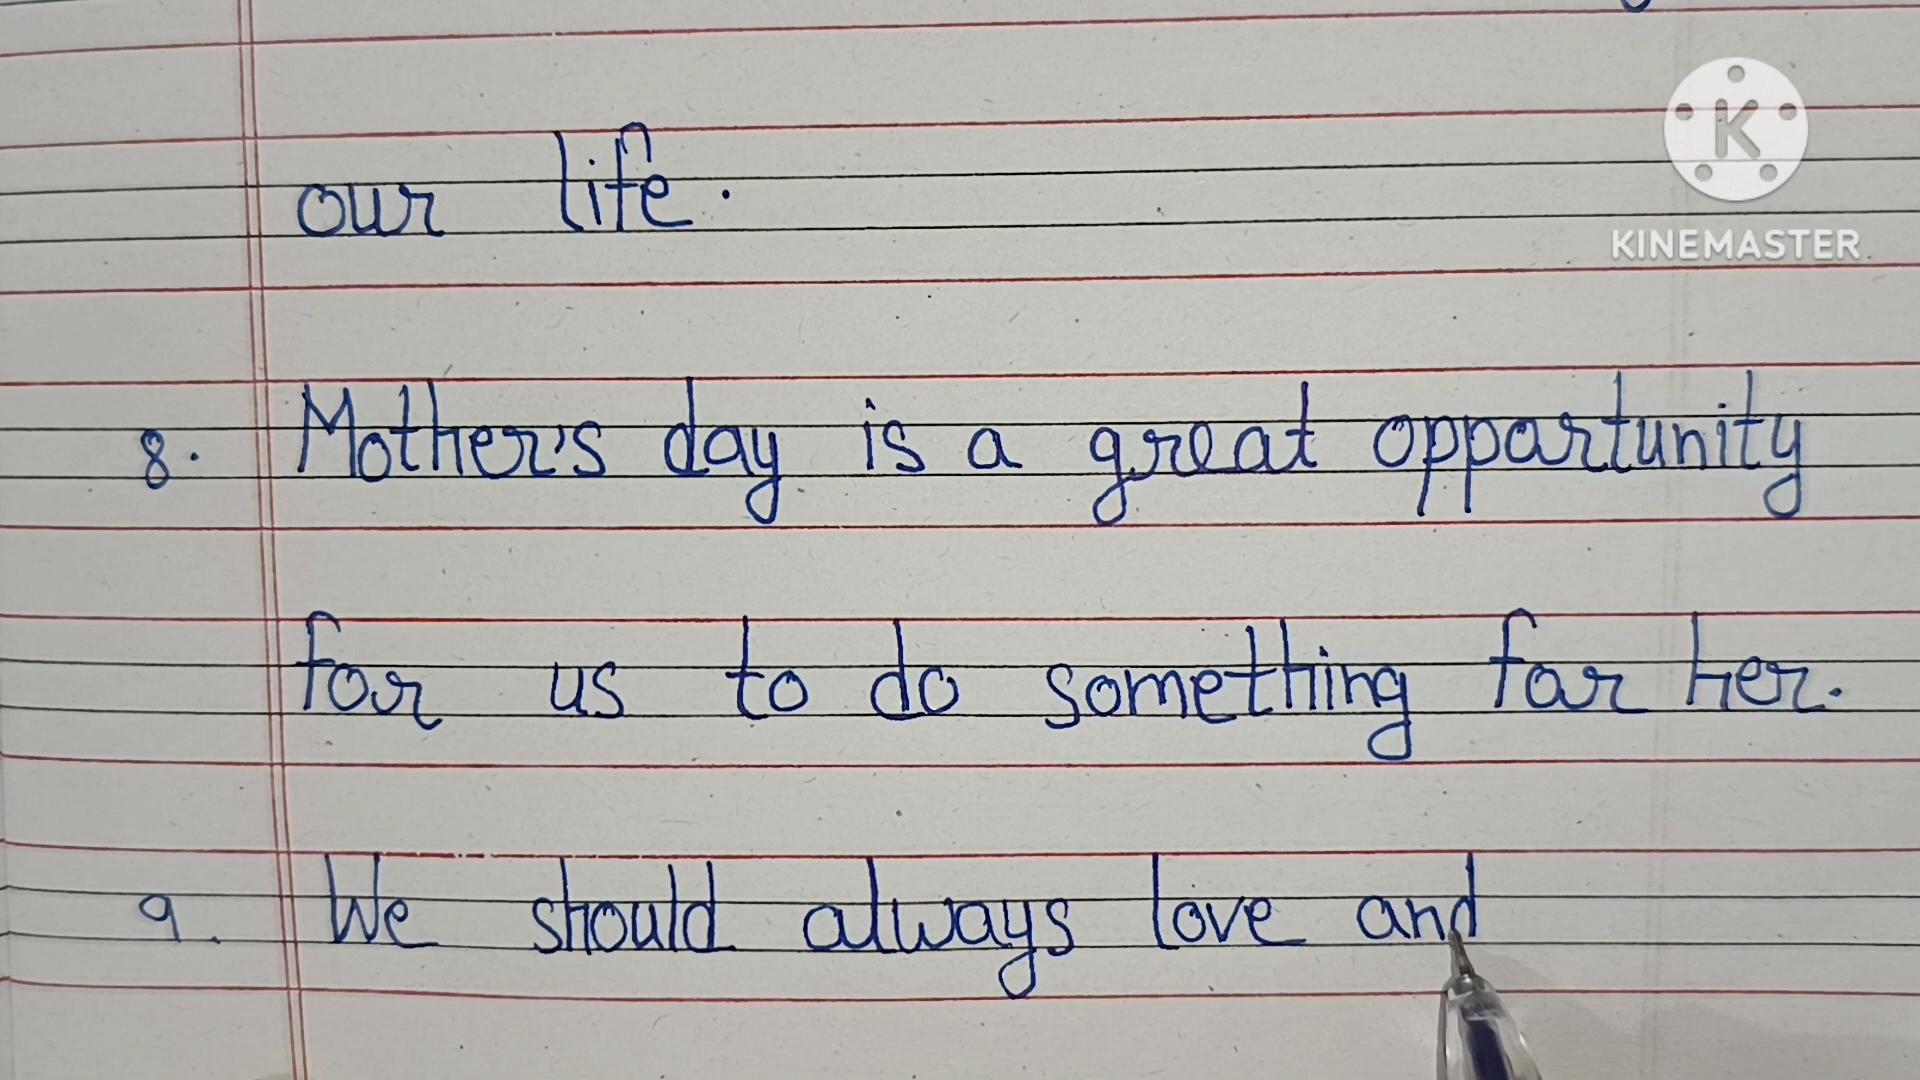 our life.
KINEMASTER
8. Mother's day is a great oppartunity
for us to do something for her.
9. We should always love and